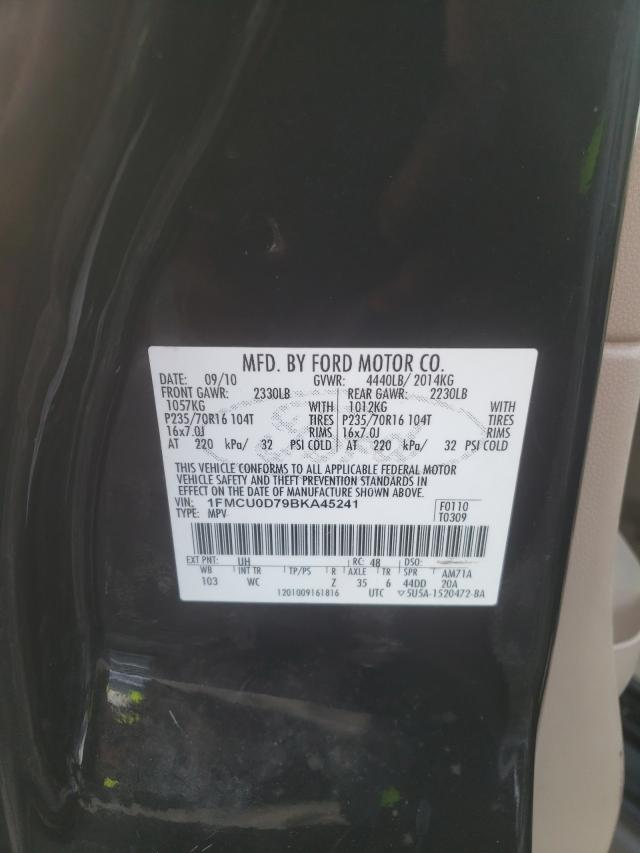 MFD. BY FORD MOTOR CO.
DATE: 09/10 GVWR: 4440LB/ 2014KG
FRONT GAWR: 2330LB REAR GAWR: 2230LB
1057KG WITH 1012KG WITH
P235/70R16 104T TIRES P235/70R16 104T TIRES
16x7.0J RIMS 16x7.0J RIMS
AT 220 kPa/ 32 PSI COLD AT 220 kPa/ 32 PSI COLD
THIS VEHICLE CONFORMS TO ALL APPLICABLE FEDERAL MOTOR
VEHICLE SAFETY AND THEFT PREVENTION STANDARDS IN
EFFECT ON THE DATE OF MANUFACTURE SHOWN ABOVE.
VIN: 1FMCU0D79BKA45241 F0110
TYPE: MPV T0309
EXT PNT: UH RC: 48 DSO:
WB INT TR TP/PS R AXLE TR SPR AM71A
103 WC Z 35 6 44DD 20A
1201009161816 UTC ▽5U5A-1520472-8A